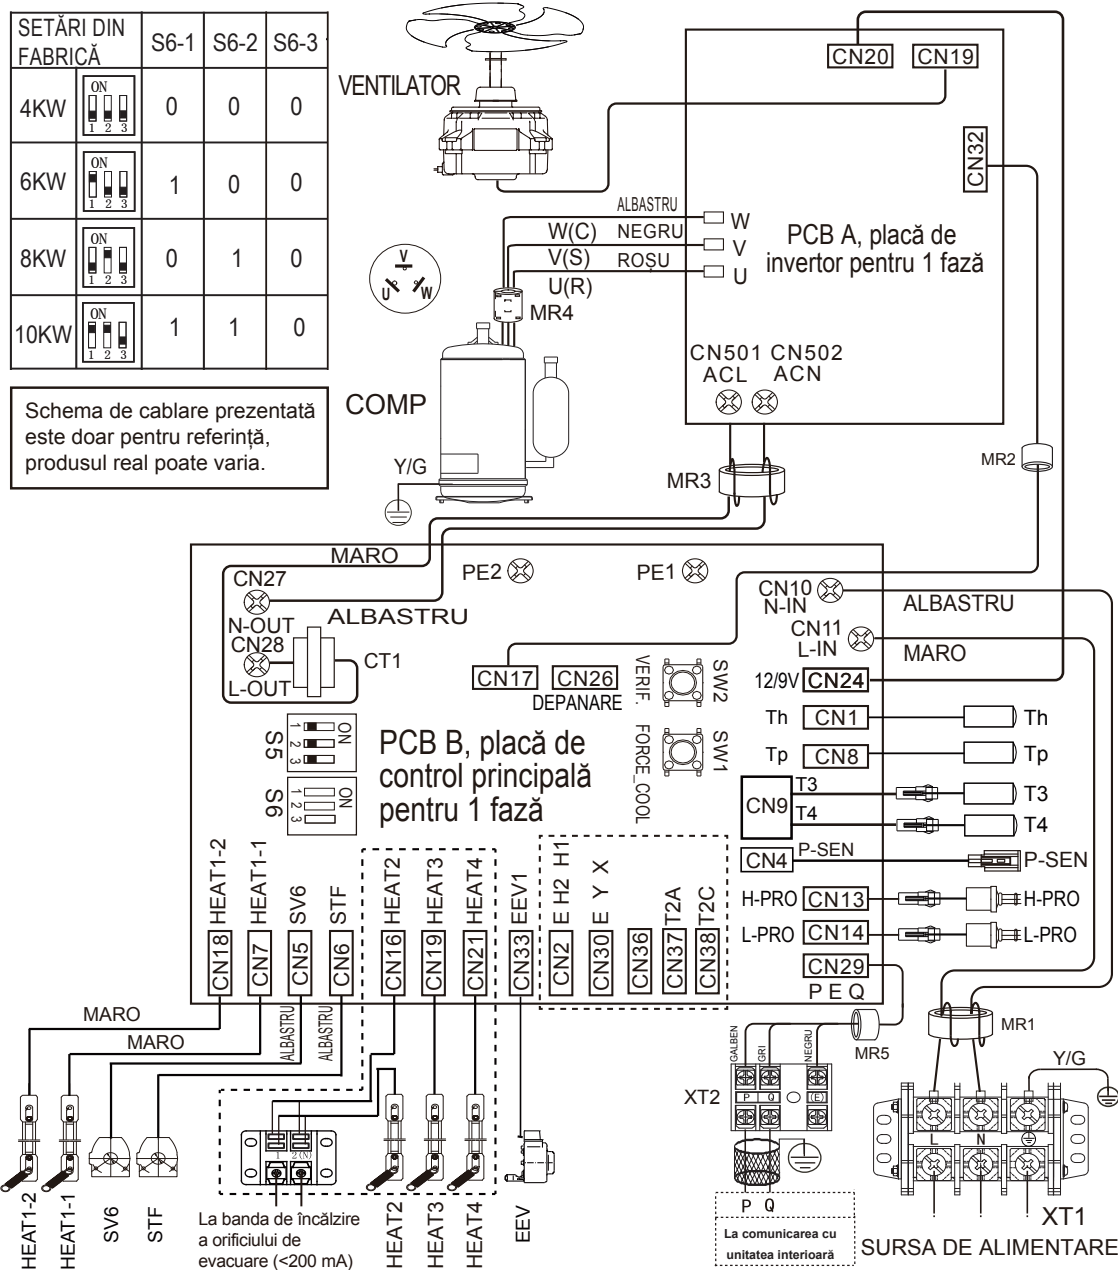 SETĂRI DIN
FABRICĂ
S6-1
S6-2
S6-3
4KW
ON
1 2 3
0
0
0
6KW
ON
1 2 3
1
0
0
8KW
ON
1 2 3
0
1
0
10KW
ON
1 2 3
1
1
0
Schema de cablare prezentată
este doar pentru referință,
produsul real poate varia.
VENTILATOR
CN20
CN19
CN32
ALBASTRU
W(C)
NEGRU
V(S)
ROȘU
U(R)
W
V
U
PCB A, placă de
invertor pentru 1 fază
V
U
W
MR4
COMP
Y/G
CN501
CN502
ACL
ACN
MR3
MR2
MARO
CN27
N-OUT
ALBASTRU
CN28
L-OUT
CT1
PE2
PE1
CN10
N-IN
ALBASTRU
CN11
L-IN
MARO
CN17
CN26
DEPANARE
VERIF.
SW2
FORCE_COOL
SW1
12/9V
CN24
Th
CN1
Th
Tp
CN8
Tp
CN9
T3
T3
T4
T4
CN4
P-SEN
P-SEN
H-PRO
CN13
H-PRO
L-PRO
CN14
L-PRO
CN29
P E Q
S5
ON
1 2 3
S6
ON
1 2 3
PCB B, placă de
control principală
pentru 1 fază
HEAT1-2
HEAT1-1
SV6
STF
HEAT2
HEAT3
HEAT4
EEV1
E H2 H1
E Y X
T2A
T2C
CN18
CN7
CN5
CN6
CN16
CN19
CN21
CN33
CN2
CN30
CN36
CN37
CN38
MARO
MARO
ALBASTRU
ALBASTRU
1
2(N)
HEAT1-2
HEAT1-1
SV6
STF
La banda de încălzire
a orificiului de
evacuare (<200 mA)
HEAT2
HEAT3
HEAT4
EEV
GALBEN
GRI
NEGRU
MR5
XT2
P
Q
(E)
P Q
La comunicarea cu
unitatea interioară
MR1
Y/G
L
N
XT1
SURSA DE ALIMENTARE